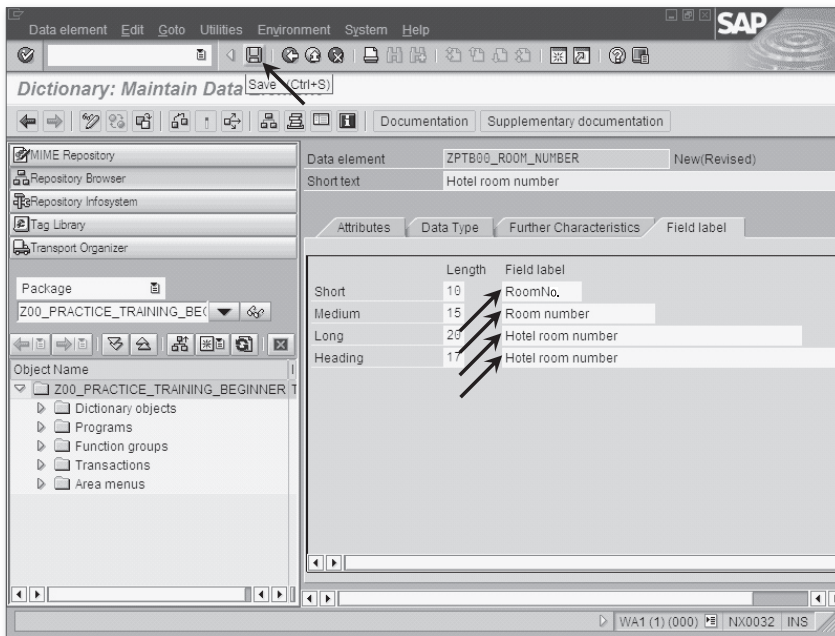 Data element Edit Goto Utilities Environment System Help
SAP
Save (Ctrl+S)
Dictionary: Maintain Data
Documentation Supplementary documentation
MIME Repository
Repository Browser
Repository Infosystem
Tag Library
Transport Organizer
Package
Z00_PRACTICE_TRAINING_BE(
Object Name
Z00_PRACTICE_TRAINING_BEGINNER T
Dictionary objects
Programs
Function groups
Transactions
Area menus
Data element ZPTB00_ROOM_NUMBER New(Revised)
Short text Hotel room number
Attributes Data Type Further Characteristics Field label
Length Field label
Short 10 RoomNo.
Medium 15 Room number
Long 20 Hotel room number
Heading 17 Hotel room number
WA1 (1) (000) NX0032 INS